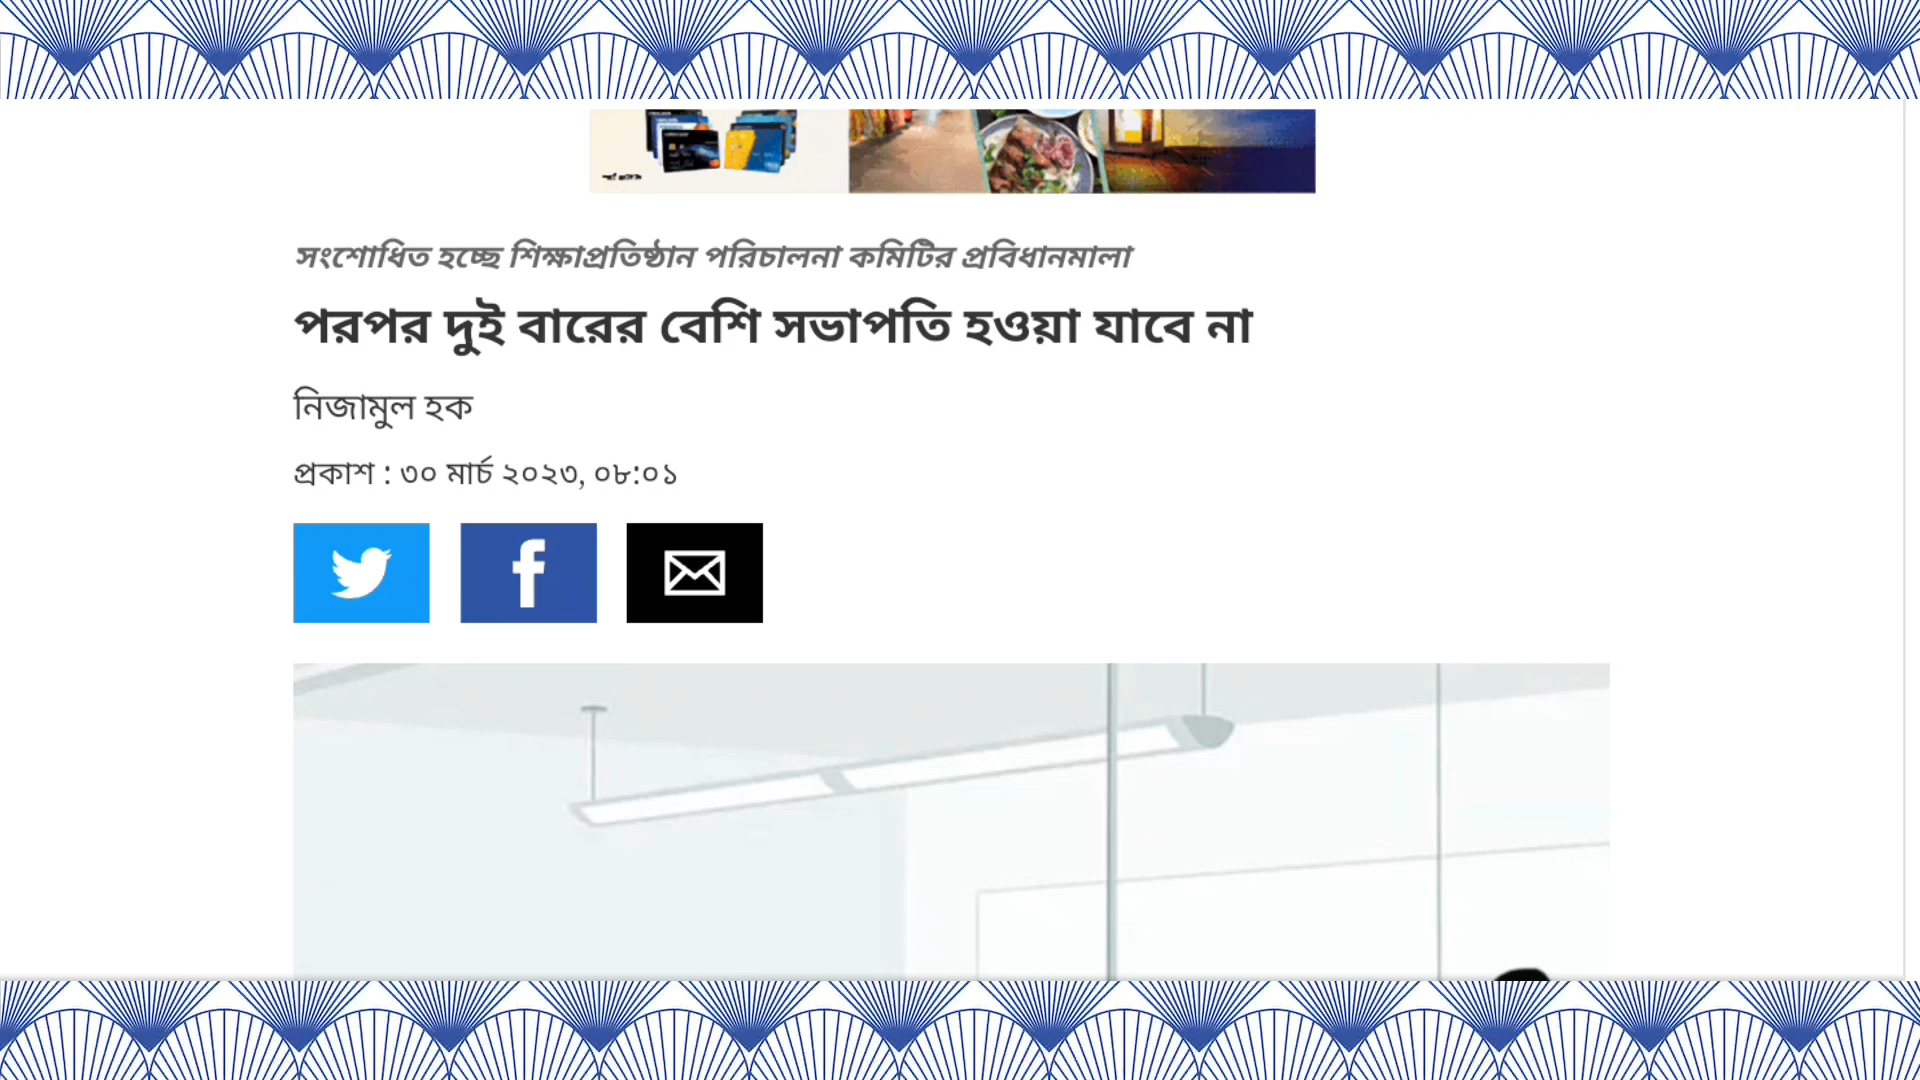 সংশোধিত হচ্ছে শিক্ষাপ্রতিষ্ঠান পরিচালনা কমিটির প্রবিধানমালা
পরপর দুই বারের বেশি সভাপতি হওয়া যাবে না
নিজামুল হক
প্রকাশ : ৩০ মার্চ ২০২৩, ০৮:০১